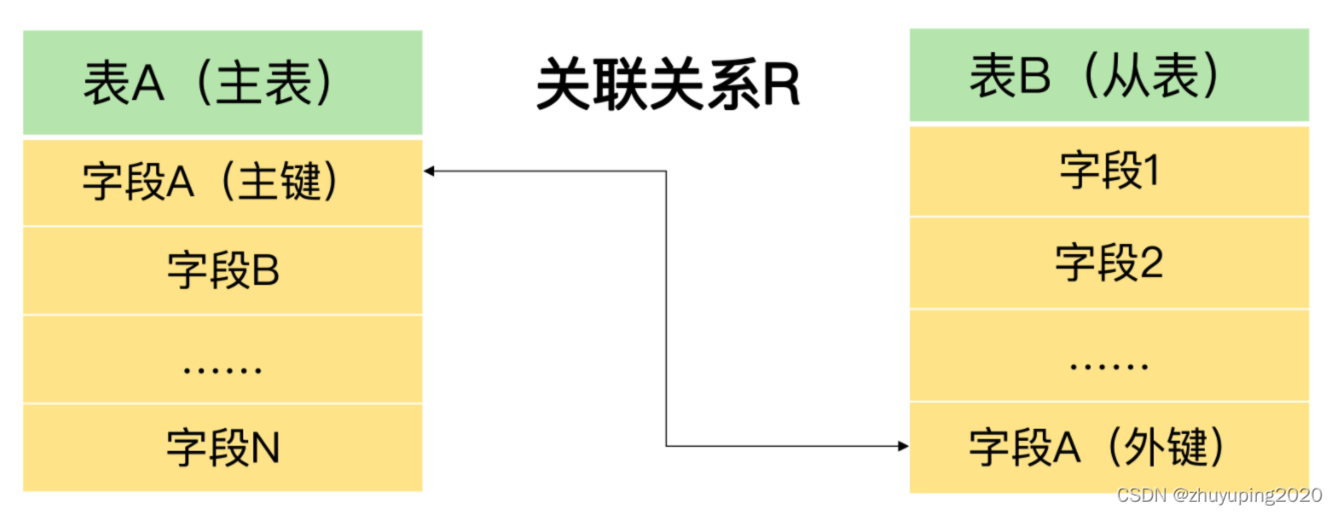 表A（主表）
字段A（主键）
字段B
……
字段N
关联关系R
表B（从表）
字段1
字段2
……
字段A（外键）
CSDN @zhuyuping2020